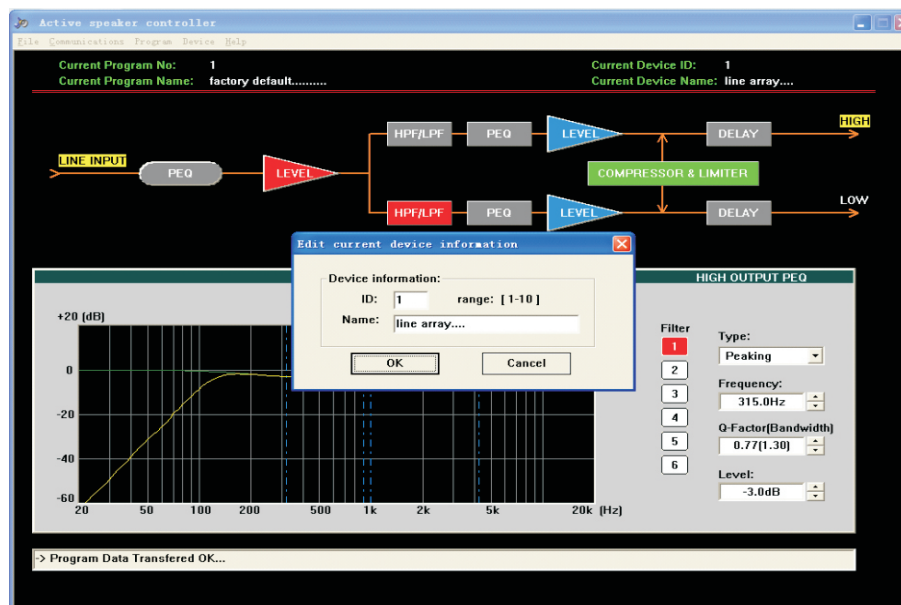 Active speaker controller
File Communications Program Device Help
Current Program No: 1
Current Device ID: 1
Current Program Name: factory default..........
Current Device Name: line array....
LINE INPUT
PEQ
LEVEL
HPF/LPF
PEQ
LEVEL
DELAY
HIGH
COMPRESSOR & LIMITER
HPF/LPF
PEQ
LEVEL
DELAY
LOW
Edit current device information
Device information:
ID: 1 range: [ 1-10 ]
Name: line array....
OK
Cancel
HIGH OUTPUT PEQ
+20 (dB)
0
-20
-40
-60
20 50 100 200 500 1k 2k 5k 20k (Hz)
Filter
1
2
3
4
5
6
Type:
Peaking
Frequency:
315.0Hz
Q-Factor(Bandwidth)
0.77(1.30)
Level:
-3.0dB
-> Program Data Transfered OK...